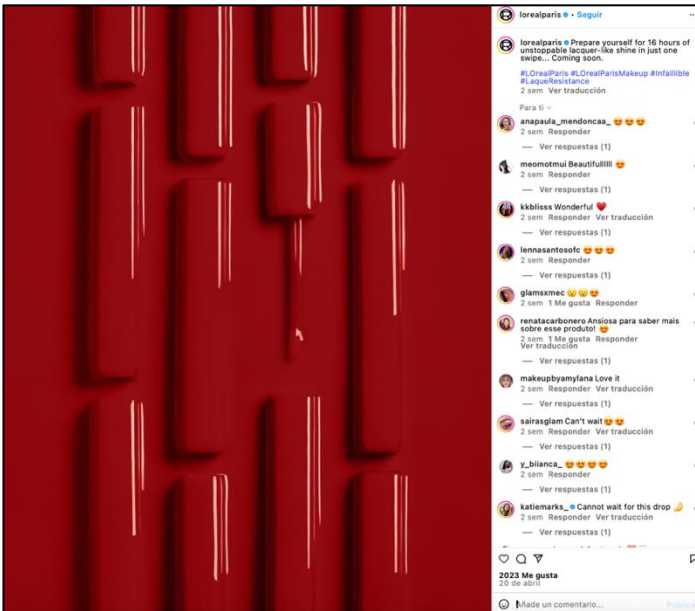 lorealparis • Seguir
lorealparis Prepare yourself for 16 hours of
unstoppable lacquer-like shine in just one
swipe... Coming soon.
#LOrealParis #LOrealParisMakeup #Infaillible
#LaqueResistance
2 sem Ver traducción
Para ti
anapaula_mendoncaa_ 😍😍😍
2 sem Responder
Ver respuestas (1)
meomotmui Beautifullllll 😍
2 sem Responder
Ver respuestas (1)
kkblisss Wonderful ❤️
2 sem Responder Ver traducción
Ver respuestas (1)
lennasantosofc 😍😍😍
2 sem Responder
Ver respuestas (1)
glamsxmec 😢😢😍
2 sem 1 Me gusta Responder
renatacarbonero Ansiosa para saber mais
sobre esse produto! 😍
2 sem 1 Me gusta Responder
Ver traducción
Ver respuestas (1)
makeupbyamylana Love it
2 sem Responder Ver traducción
Ver respuestas (1)
sairasglam Can't wait😍😍
2 sem Responder Ver traducción
Ver respuestas (1)
y_biianca_ 😍😍😍😍
2 sem Responder
Ver respuestas (1)
katiemarks_ Cannot wait for this drop 🤌
2 sem Responder Ver traducción
Ver respuestas (1)
2023 Me gusta
20 de abril
Añade un comentario...
Publicar